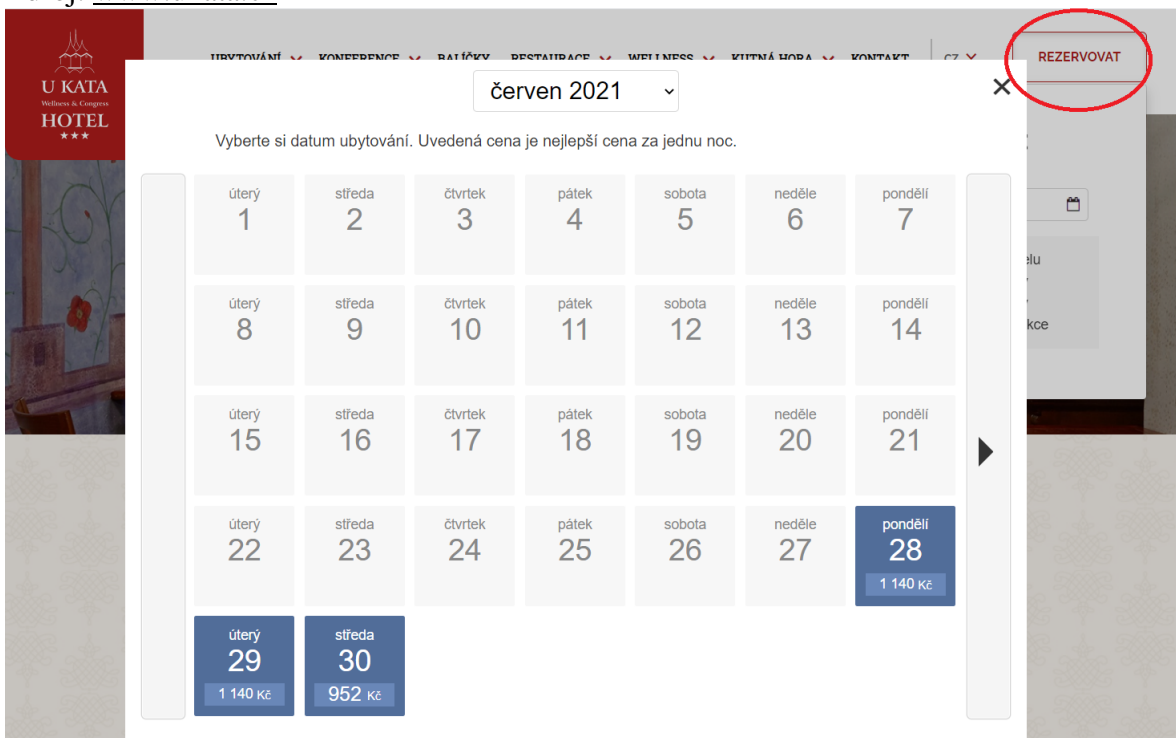 U KATA
Wellness & Congress
HOTEL
UBYTOVÁNÍ KONFERENCE BALÍČKY RESTAURACE WELLNESS KUTNÁ HORA KONTAKT CZ REZERVOVAT
červen 2021
Vyberte si datum ubytování. Uvedená cena je nejlepší cena za jednu noc.
úterý středa čtvrtek pátek sobota neděle pondělí
1 2 3 4 5 6 7
úterý středa čtvrtek pátek sobota neděle pondělí
8 9 10 11 12 13 14
úterý středa čtvrtek pátek sobota neděle pondělí
15 16 17 18 19 20 21
úterý středa čtvrtek pátek sobota neděle pondělí
22 23 24 25 26 27 28
1 140 Kč
úterý středa
29 30
1 140 Kč 952 Kč
elu
kce